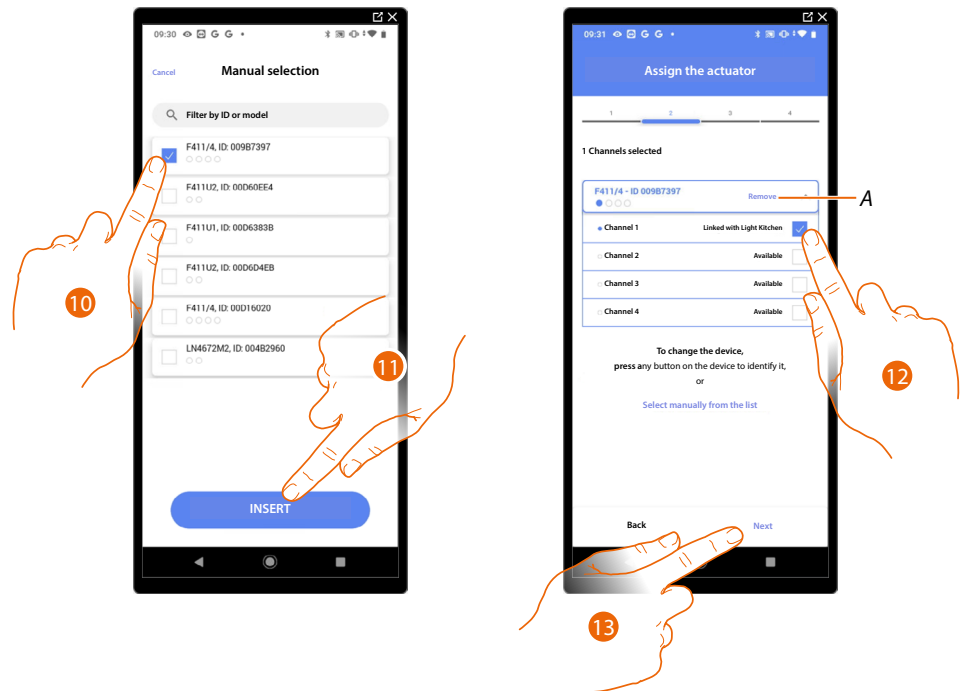 09:30 G G
Cancel Manual selection
Filter by ID or model
F411/4, ID: 009B7397
F411U2, ID: 00D60EE4
F411U1, ID: 00D6383B
F411U2, ID: 00D6D4EB
F411/4, ID: 00D16020
LN4672M2, ID: 004B2960
INSERT
10
11
09:31 G G
Assign the actuator
1 2 3 4
1 Channels selected
F411/4 - ID 009B7397 Remove
A
Channel 1 Linked with Light Kitchen
Channel 2 Available
Channel 3 Available
Channel 4 Available
To change the device,
press any button on the device to identify it,
or
Select manually from the list
Back Next
12
13